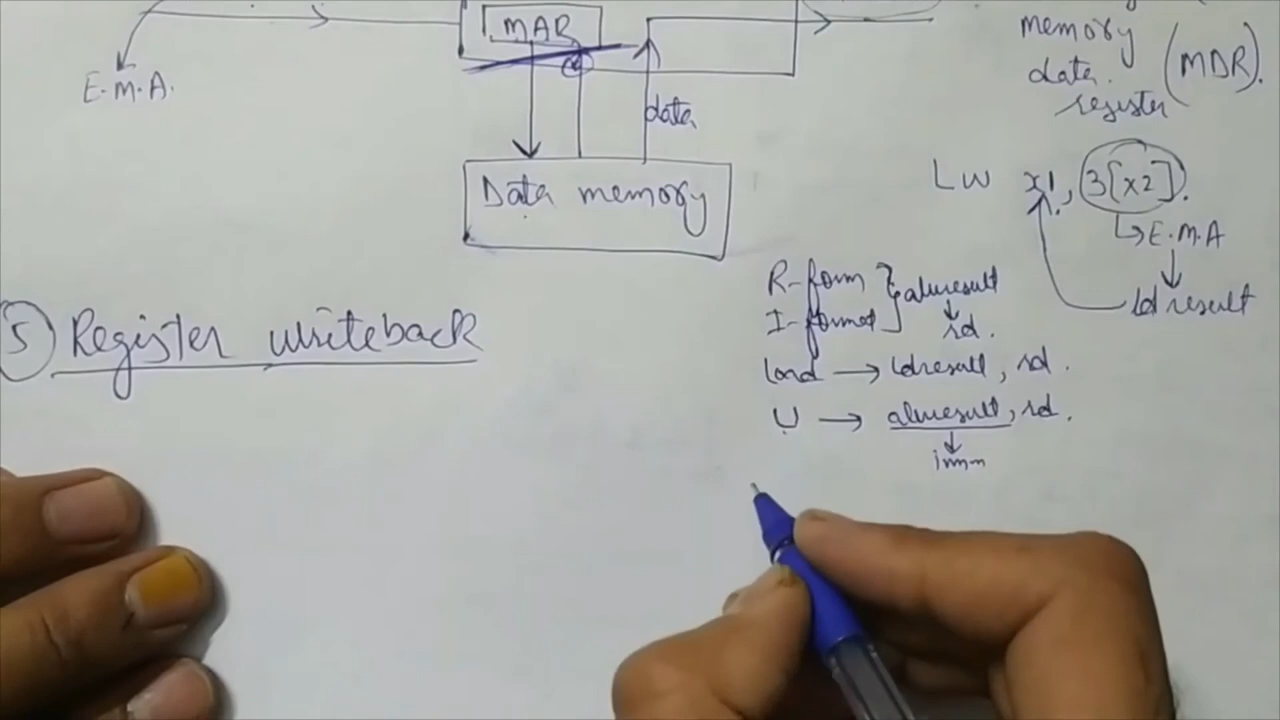 MAR
E.M.A.
data
Data memory
memory
data.
register
(MDR).
Lw x1, 3[x2].
E.M.A
ldresult
5) Register writeback
R-form
I-format
aluresult
rd.
load → ldresult, rd.
U → aluresult, rd.
imm